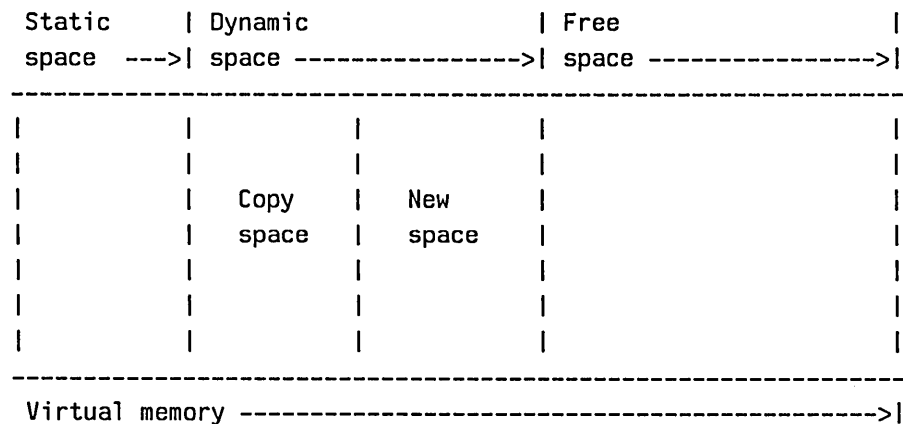 Static | Dynamic | Free |
space --->| space ---------------->| space ---------------->|
Copy | New
space | space
Virtual memory --------------------------------------------->|